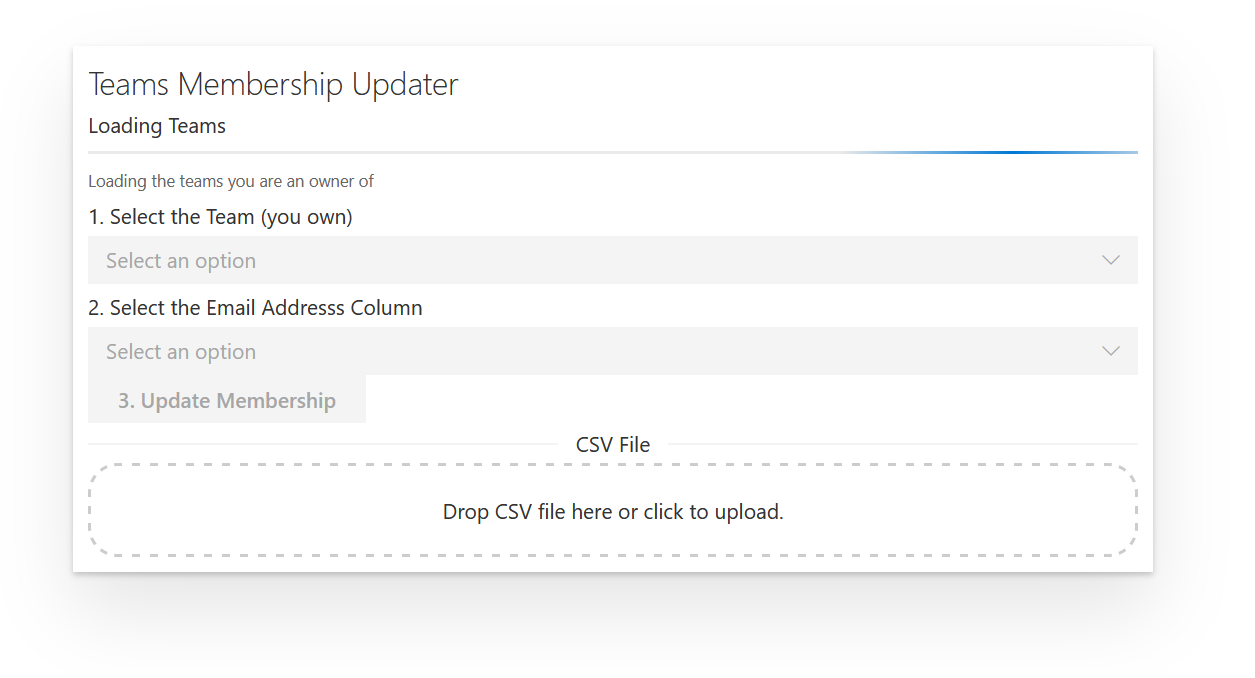 Teams Membership Updater
Loading Teams
Loading the teams you are an owner of
1. Select the Team (you own)
Select an option
2. Select the Email Addresss Column
Select an option
3. Update Membership
CSV File
Drop CSV file here or click to upload.